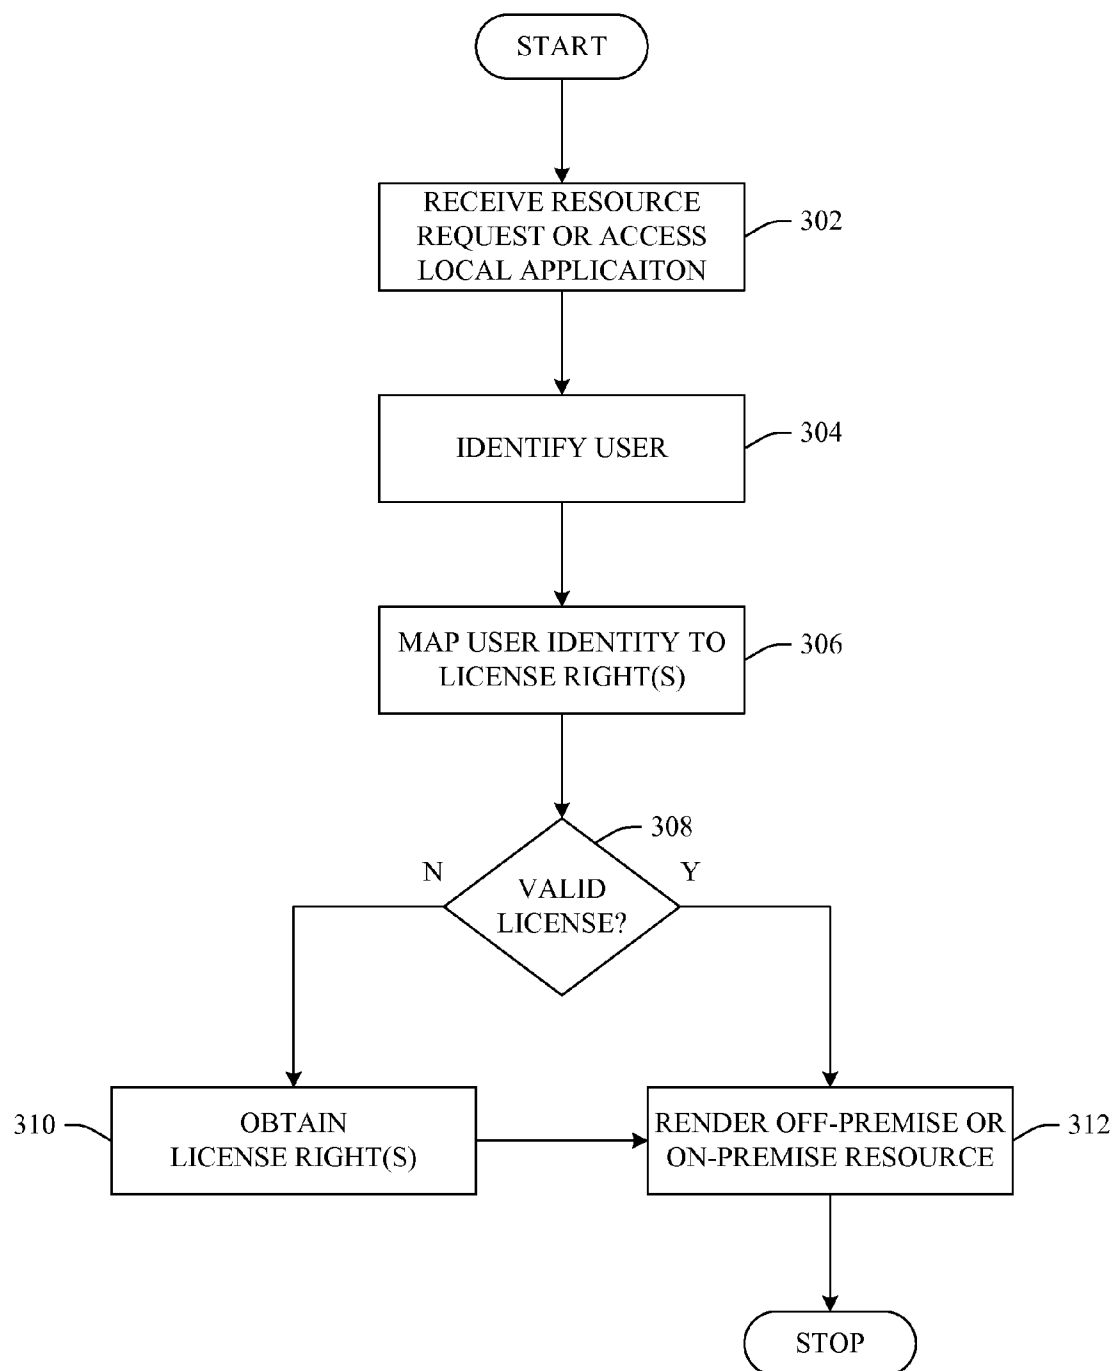 START
RECEIVE RESOURCE
REQUEST OR ACCESS
LOCAL APPLICAITON
302
IDENTIFY USER
304
MAP USER IDENTITY TO
LICENSE RIGHT(S)
306
308
N
Y
VALID
LICENSE?
310
OBTAIN
LICENSE RIGHT(S)
RENDER OFF-PREMISE OR
ON-PREMISE RESOURCE
312
STOP